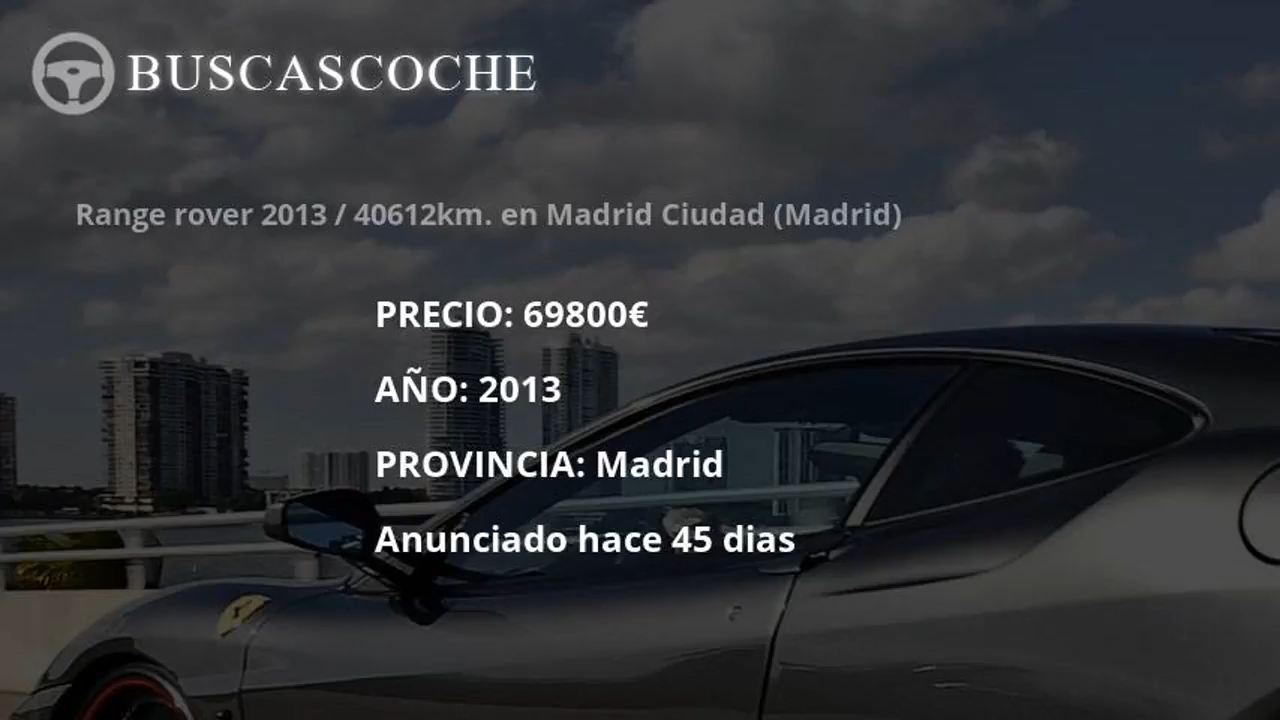 BUSCASCOCHE
Range rover 2013 / 40612km. en Madrid Ciudad (Madrid)
PRECIO: 69800€
AÑO: 2013
PROVINCIA: Madrid
Anunciado hace 45 dias